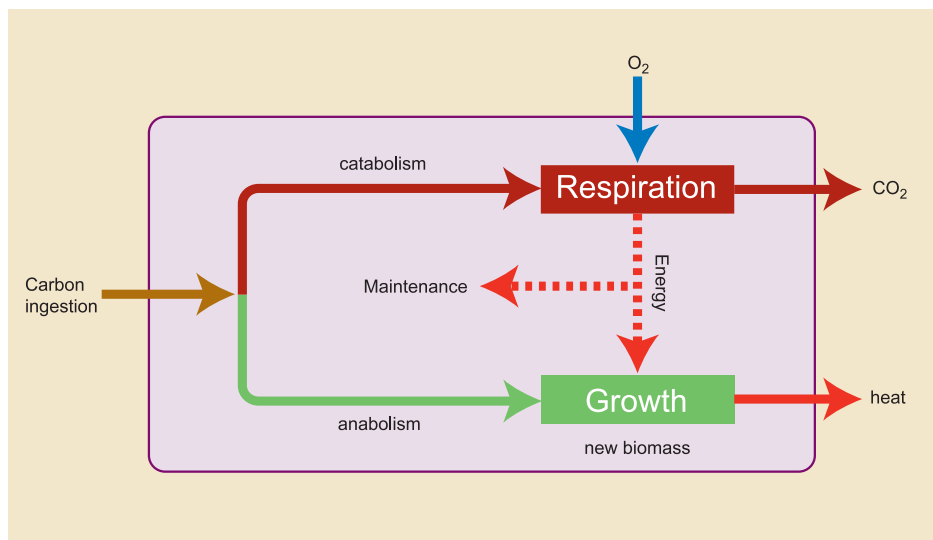 O₂
catabolism
Respiration
CO₂
Carbon
ingestion
Maintenance
Energy
Growth
heat
anabolism
new biomass